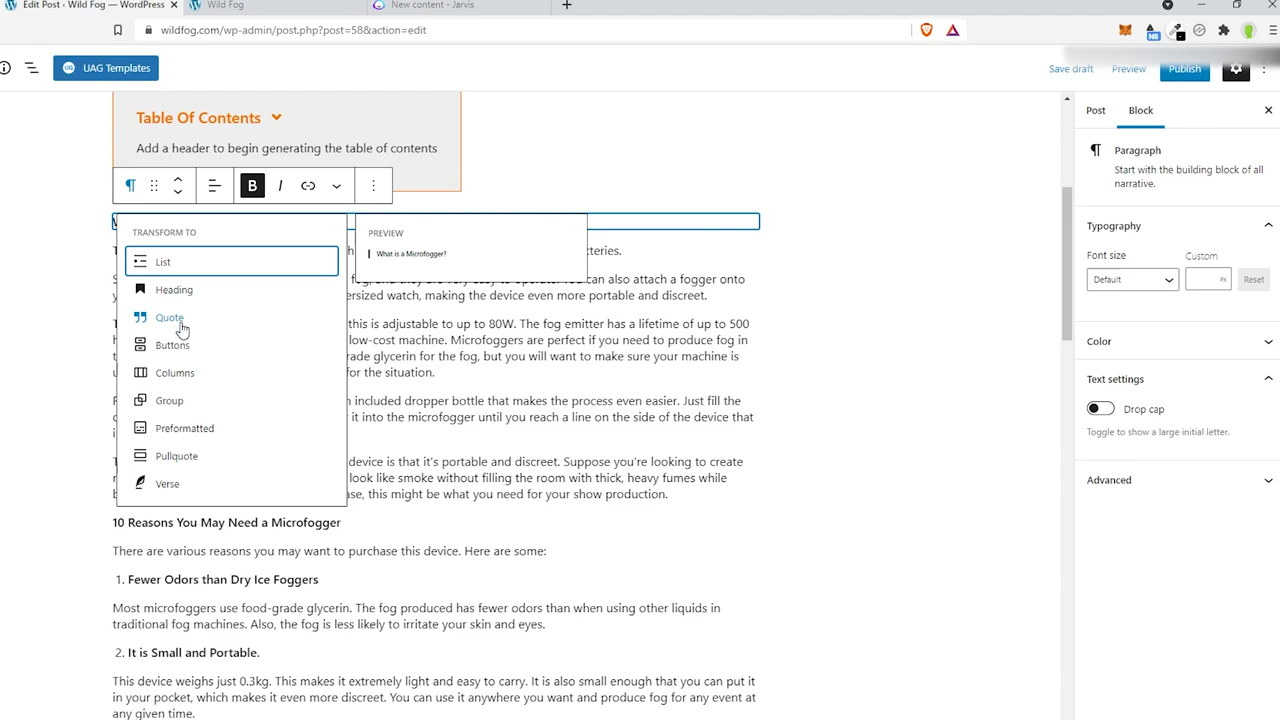 Edit Post ‹ Wild Fog — WordPress
Wild Fog
New content - Jarvis
wildfog.com/wp-admin/post.php?post=58&action=edit
UAG Templates
Save draft
Preview
Publish
Table Of Contents
Add a header to begin generating the table of contents
B I
TRANSFORM TO
List
Heading
Quote
Buttons
Columns
Group
Preformatted
Pullquote
Verse
PREVIEW
What is a Microfogger?
can also attach a fogger onto
ersized watch, making the device even more portable and discreet.
this is adjustable to up to 80W. The fog emitter has a lifetime of up to 500
low-cost machine. Microfoggers are perfect if you need to produce fog in
rade glycerin for the fog, but you will want to make sure your machine is
for the situation.
n included dropper bottle that makes the process even easier. Just fill the
it into the microfogger until you reach a line on the side of the device that
device is that it's portable and discreet. Suppose you're looking to create
look like smoke without filling the room with thick, heavy fumes while
ase, this might be what you need for your show production.
10 Reasons You May Need a Microfogger
There are various reasons you may want to purchase this device. Here are some:
1. Fewer Odors than Dry Ice Foggers
Most microfoggers use food-grade glycerin. The fog produced has fewer odors than when using other liquids in
traditional fog machines. Also, the fog is less likely to irritate your skin and eyes.
2. It is Small and Portable.
This device weighs just 0.3kg. This makes it extremely light and easy to carry. It is also small enough that you can put it
in your pocket, which makes it even more discreet. You can use it anywhere you want and produce fog for any event at
any given time.
Post
Block
Paragraph
Start with the building block of all
narrative.
Typography
Font size
Custom
Default
PX
Reset
Color
Text settings
Drop cap
Toggle to show a large initial letter.
Advanced